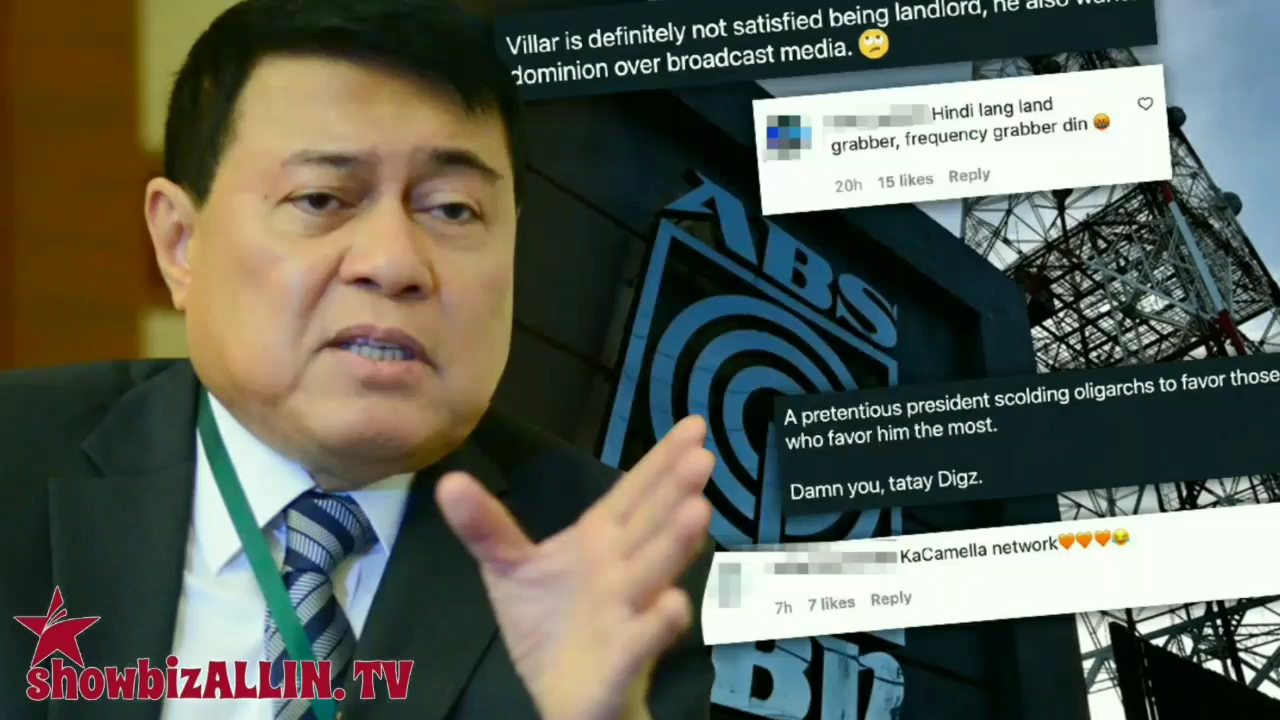 Villar is definitely not satisfied being landlord, he also
dominion over broadcast media. 🙄
Hindi lang land
grabber, frequency grabber din 🤬
20h 15 likes Reply
ABS
A pretentious president scolding oligarchs to favor those
who favor him the most.
Damn you, tatay Digz.
KaCamella network🧡🧡🧡😂
7h 7 likes Reply
Bn
showbizALLIN.TV